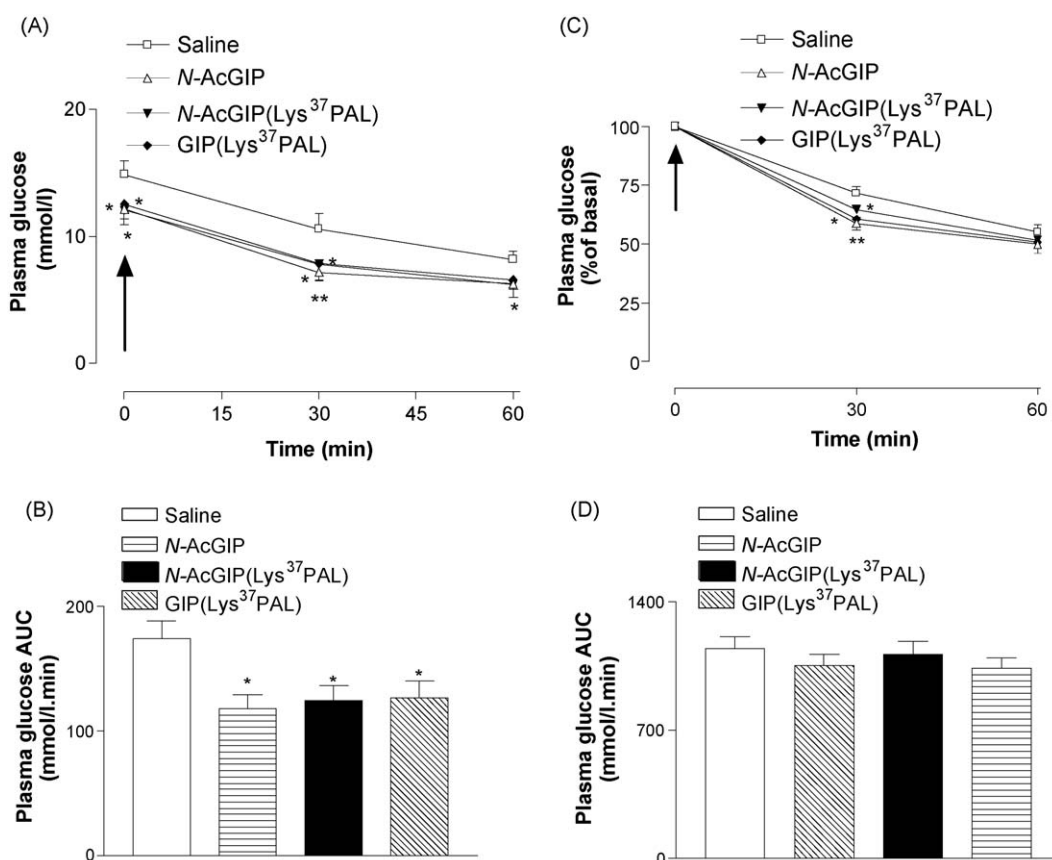 (A)
Saline
N-AcGIP
N-AcGIP(Lys³⁷PAL)
GIP(Lys³⁷PAL)
Plasma glucose
(mmol/l)
20
10
0
* *
*
*
*
**
*
0 15 30 45 60
Time (min)
(C)
Saline
N-AcGIP
N-AcGIP(Lys³⁷PAL)
GIP(Lys³⁷PAL)
Plasma glucose
(%of basal)
100
75
50
25
0
*
*
**
0 30 60
Time (min)
(B)
Saline
N-AcGIP
N-AcGIP(Lys³⁷PAL)
GIP(Lys³⁷PAL)
Plasma glucose AUC
(mmol/l.min)
200
100
0
* * *
(D)
Saline
N-AcGIP
N-AcGIP(Lys³⁷PAL)
GIP(Lys³⁷PAL)
Plasma glucose AUC
(mmol/l.min)
1400
700
0